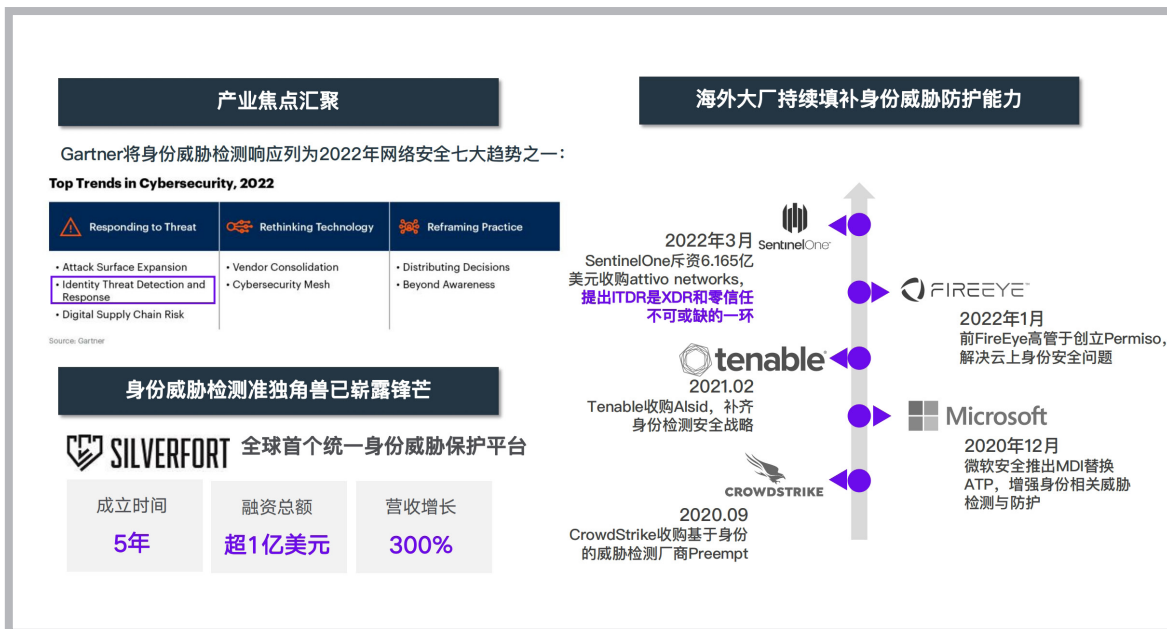 产业焦点汇聚
Gartner将身份威胁检测响应列为2022年网络安全七大趋势之一：
Top Trends in Cybersecurity, 2022
Responding to Threat
Rethinking Technology
Reframing Practice
• Attack Surface Expansion
• Identity Threat Detection and
Response
• Digital Supply Chain Risk
• Vendor Consolidation
• Cybersecurity Mesh
• Distributing Decisions
• Beyond Awareness
Source: Gartner
身份威胁检测准独角兽已崭露锋芒
SILVERFORT
全球首个统一身份威胁保护平台
成立时间
5年
融资总额
超1亿美元
营收增长
300%
海外大厂持续填补身份威胁防护能力
SentinelOne
2022年3月
SentinelOne斥资6.165亿
美元收购attivo networks,
提出ITDR是XDR和零信任
不可或缺的一环
FIREEYE™
2022年1月
前FireEye高管于创立Permiso,
解决云上身份安全问题
tenable
2021.02
Tenable收购Alsid，补齐
身份检测安全战略
Microsoft
2020年12月
微软安全推出MDI替换
ATP，增强身份相关威胁
检测与防护
CROWDSTRIKE
2020.09
CrowdStrike收购基于身份
的威胁检测厂商Preempt